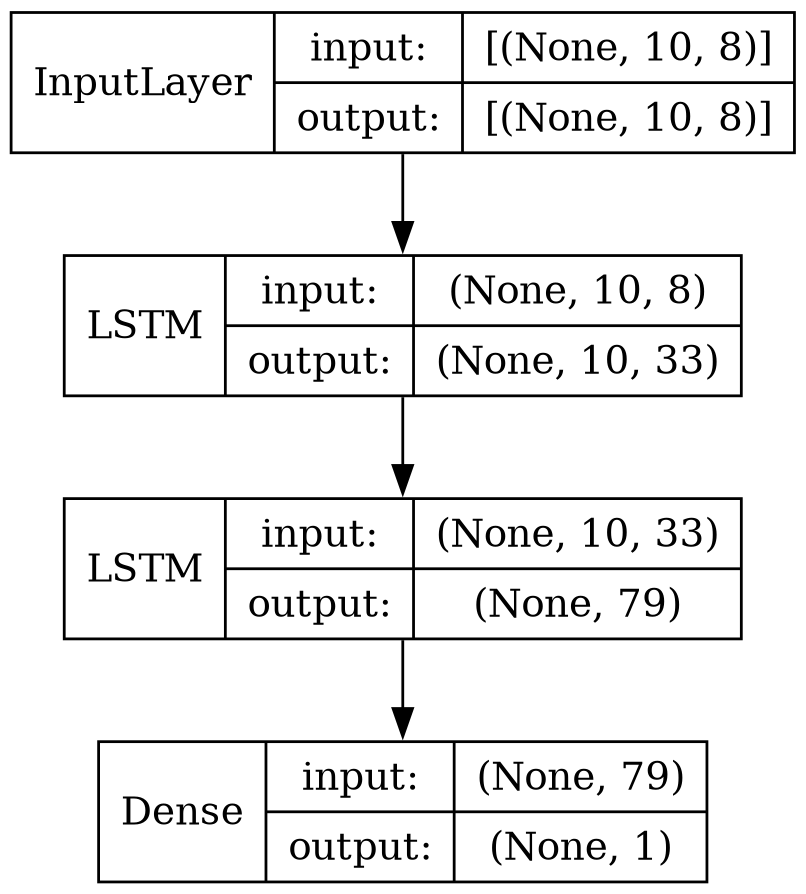 InputLayer
input:
[(None, 10, 8)]
output:
[(None, 10, 8)]
LSTM
input:
(None, 10, 8)
output:
(None, 10, 33)
LSTM
input:
(None, 10, 33)
output:
(None, 79)
Dense
input:
(None, 79)
output:
(None, 1)